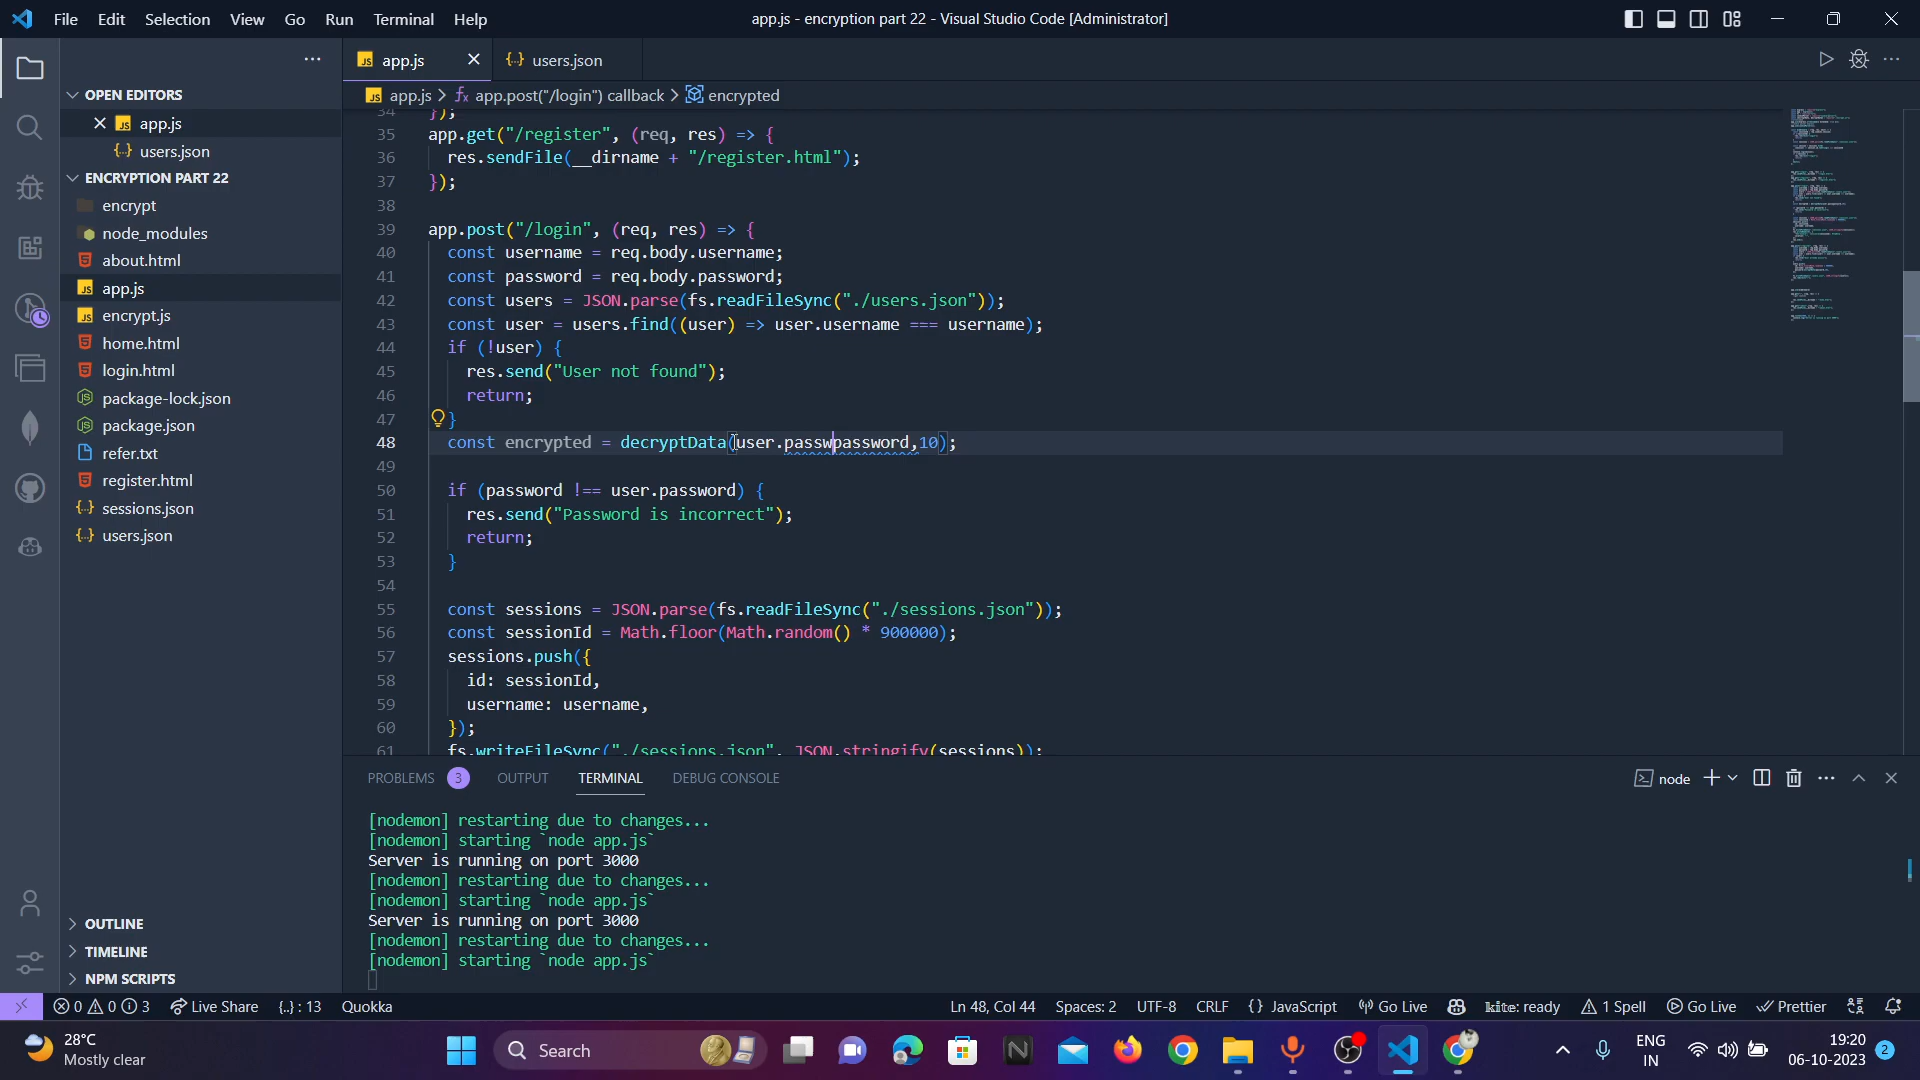 File Edit Selection View Go Run Terminal Help
app.js - encryption part 22 - Visual Studio Code [Administrator]
OPEN EDITORS
app.js
users.json
ENCRYPTION PART 22
encrypt
node_modules
about.html
app.js
encrypt.js
home.html
login.html
package-lock.json
package.json
refer.txt
register.html
sessions.json
users.json
OUTLINE
TIMELINE
NPM SCRIPTS
app.js users.json
app.js > app.post("/login") callback > encrypted
34 });
35 app.get("/register", (req, res) => {
36 res.sendFile(__dirname + "/register.html");
37 });
38
39 app.post("/login", (req, res) => {
40 const username = req.body.username;
41 const password = req.body.password;
42 const users = JSON.parse(fs.readFileSync("./users.json"));
43 const user = users.find((user) => user.username === username);
44 if (!user) {
45 res.send("User not found");
46 return;
47 }
48 const encrypted = decryptData(user.passwpassword,10);
49
50 if (password !== user.password) {
51 res.send("Password is incorrect");
52 return;
53 }
54
55 const sessions = JSON.parse(fs.readFileSync("./sessions.json"));
56 const sessionId = Math.floor(Math.random() * 900000);
57 sessions.push({
58 id: sessionId,
59 username: username,
60 });
61 fs.writeFileSync("./sessions.json", JSON.stringify(sessions));
PROBLEMS 3 OUTPUT TERMINAL DEBUG CONSOLE
node
[nodemon] restarting due to changes...
[nodemon] starting `node app.js`
Server is running on port 3000
[nodemon] restarting due to changes...
[nodemon] starting `node app.js`
Server is running on port 3000
[nodemon] restarting due to changes...
[nodemon] starting `node app.js`
0 0 3 Live Share {..} : 13 Quokka
Ln 48, Col 44 Spaces: 2 UTF-8 CRLF {} JavaScript Go Live kite: ready 1 Spell Go Live Prettier
28°C
Mostly clear
Search
ENG
IN
19:20
06-10-2023
2